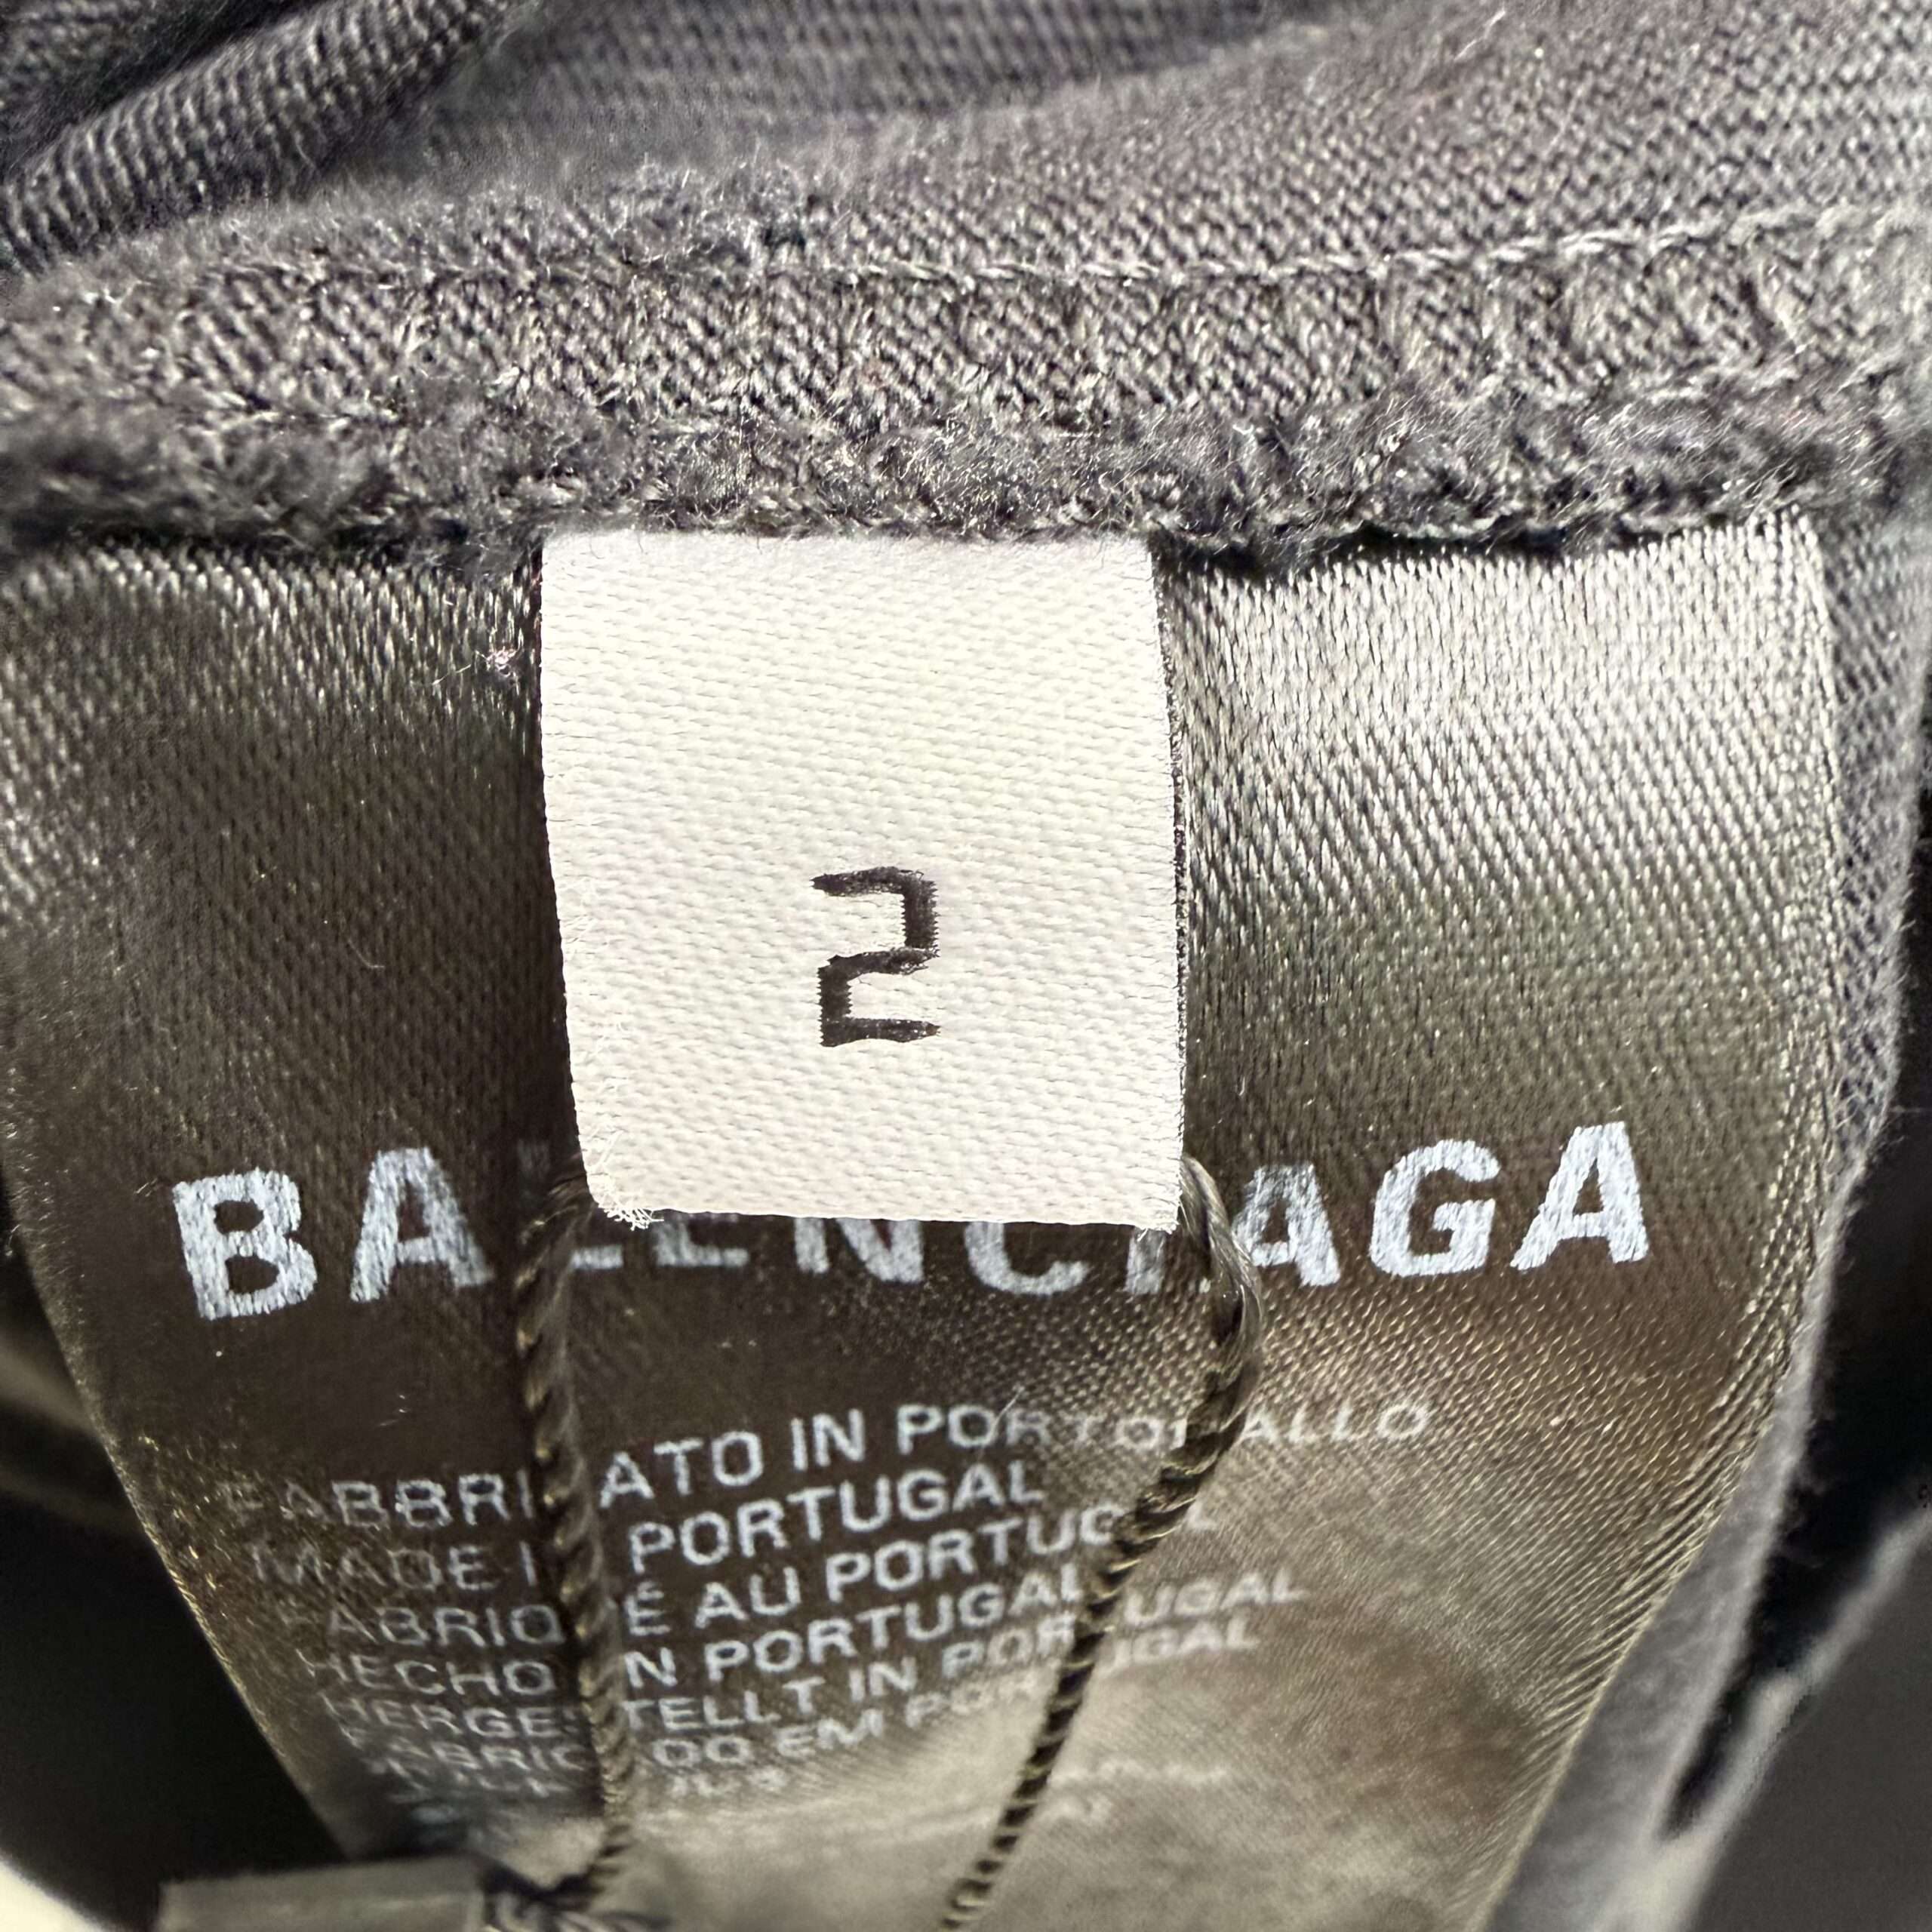 2
BALENCIAGA
FABBRICATO IN PORTOGALLO
MADE IN PORTUGAL
FABRIQUÉ AU PORTUGAL
HECHO EN PORTUGAL
HERGESTELLT IN PORTUGAL
FABRICADO EM PORTUGAL